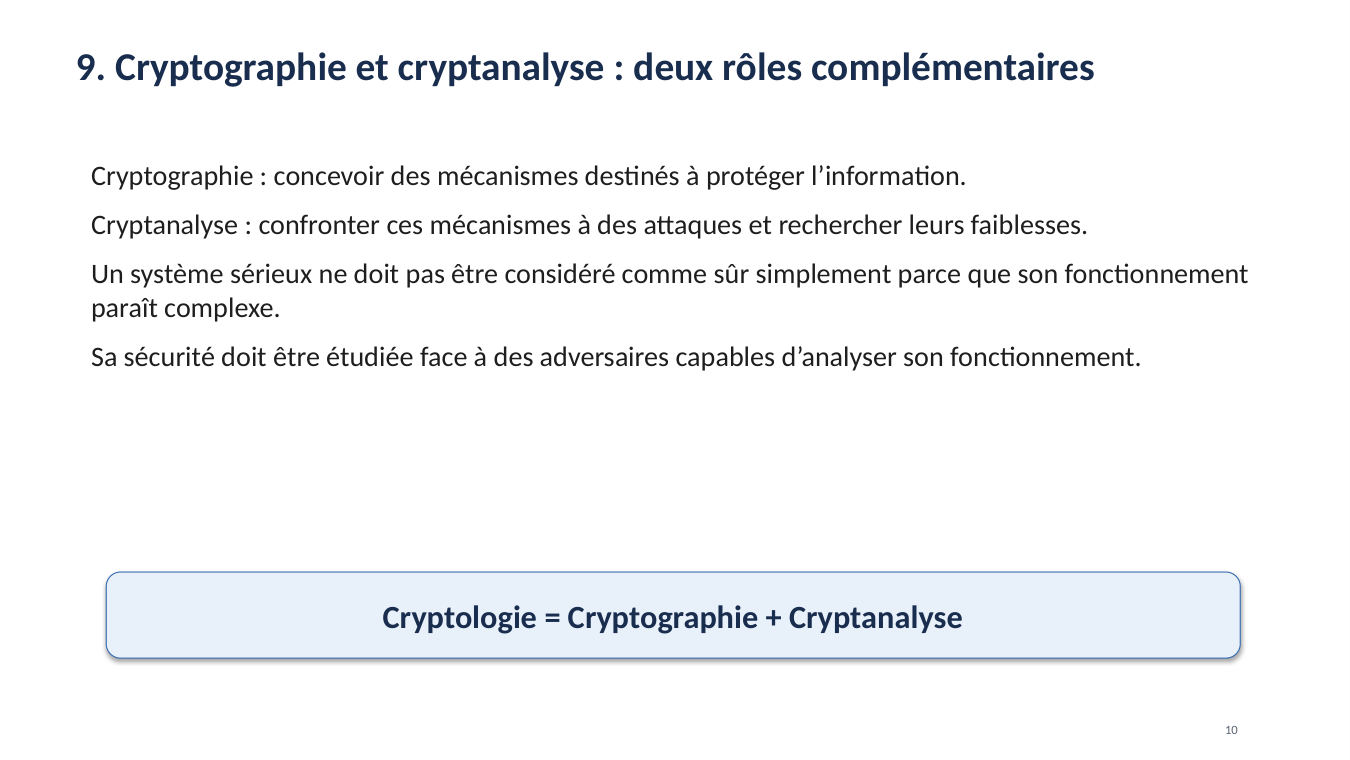 9. Cryptographie et cryptanalyse : deux rôles complémentaires
Cryptographie : concevoir des mécanismes destinés à protéger l’information.
Cryptanalyse : confronter ces mécanismes à des attaques et rechercher leurs faiblesses.
Un système sérieux ne doit pas être considéré comme sûr simplement parce que son fonctionnement
paraît complexe.
Sa sécurité doit être étudiée face à des adversaires capables d’analyser son fonctionnement.
Cryptologie = Cryptographie + Cryptanalyse
10